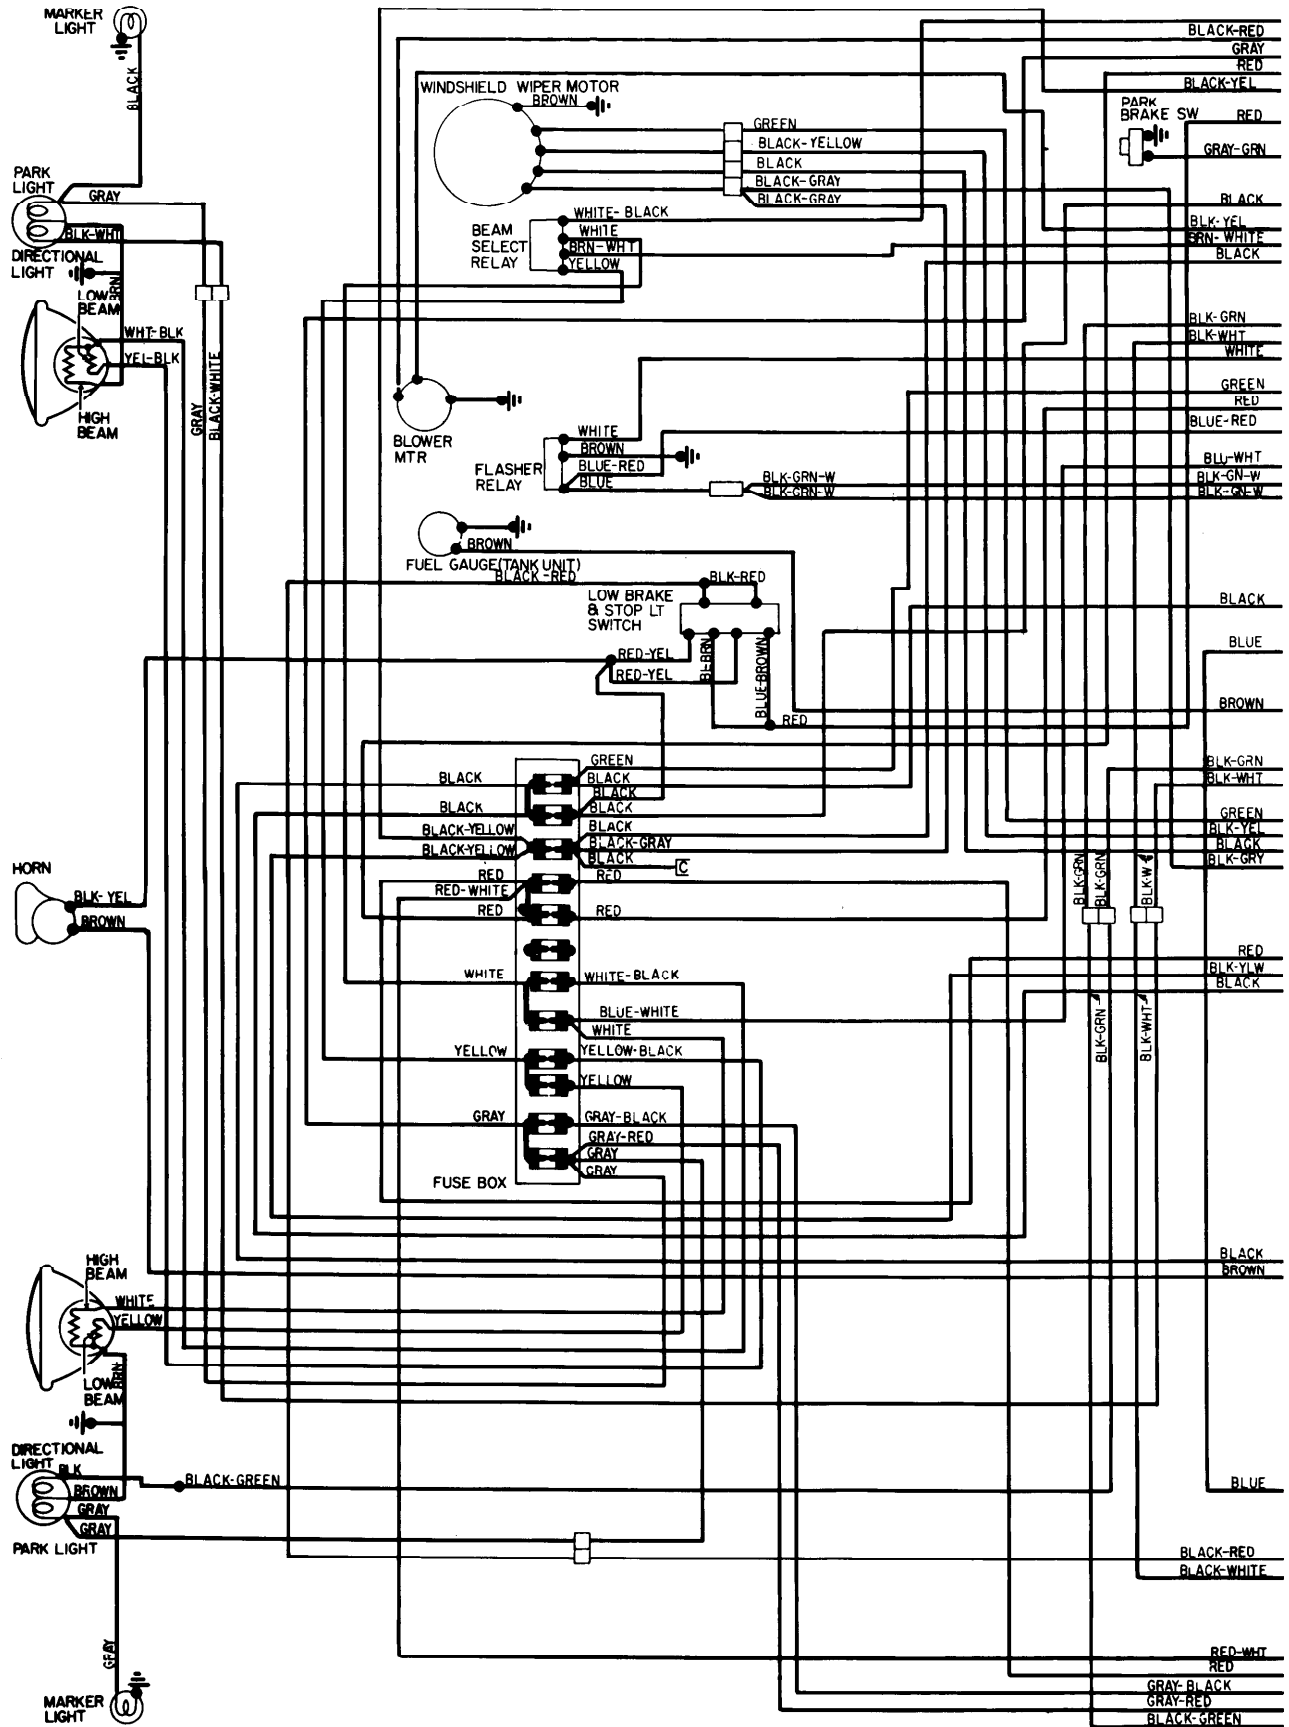 MARKER
LIGHT
BLACK
BLACK-RED
GRAY
RED
BLACK-YEL
WINDSHIELD WIPER MOTOR
BROWN
GREEN
BLACK-YELLOW
BLACK
BLACK-GRAY
BLACK-GRAY
PARK
BRAKE SW
RED
GRAY-GRN
BLACK
BLK-YEL
BRN-WHITE
BLACK
PARK
LIGHT
GRAY
BLK-WHT
DIRECTIONAL
LIGHT
BRN
LOW
BEAM
WHT-BLK
YEL-BLK
HIGH
BEAM
GRAY
BLACK-WHITE
BEAM
SELECT
RELAY
WHITE-BLACK
WHITE
BRN-WHT
YELLOW
BLK-GRN
BLK-WHT
WHITE
GREEN
RED
BLUE-RED
BLOWER
MTR
FLASHER
RELAY
WHITE
BROWN
BLUE-RED
BLUE
BLK-GRN-W
BLK-GRN-W
BLU-WHT
BLK-GN-W
BLK-GN-W
BROWN
FUEL GAUGE(TANK UNIT)
BLACK-RED
BLK-RED
LOW BRAKE
& STOP LT
SWITCH
RED-YEL
RED-YEL
BL-BRN
BLUE-BROWN
RED
BLACK
BLUE
BROWN
GREEN
BLACK
BLACK
BLACK
BLACK
BLACK
BLACK-YELLOW
BLACK-YELLOW
BLACK
BLACK-GRAY
BLACK
C
RED
RED
RED-WHITE
RED
RED
BLK-GRN
BLK-WHT
GREEN
BLK-YEL
BLACK
BLK-GRY
BLK-GRN
BLK-GRN
BLK-W
HORN
BLK-YEL
BROWN
WHITE
WHITE-BLACK
BLUE-WHITE
WHITE
YELLOW
YELLOW-BLACK
YELLOW
GRAY
GRAY-BLACK
GRAY-RED
GRAY
GRAY
FUSE BOX
RED
BLK-YLW
BLACK
BLK-GRN
BLK-WHT
BLACK
BROWN
HIGH
BEAM
WHITE
YELLOW
LOW
BEAM
BRN
DIRECTIONAL
LIGHT
BLK
BLACK-GREEN
BROWN
GRAY
GRAY
PARK LIGHT
BLUE
BLACK-RED
BLACK-WHITE
GRAY
MARKER
LIGHT
RED-WHT
RED
GRAY-BLACK
GRAY-RED
BLACK-GREEN